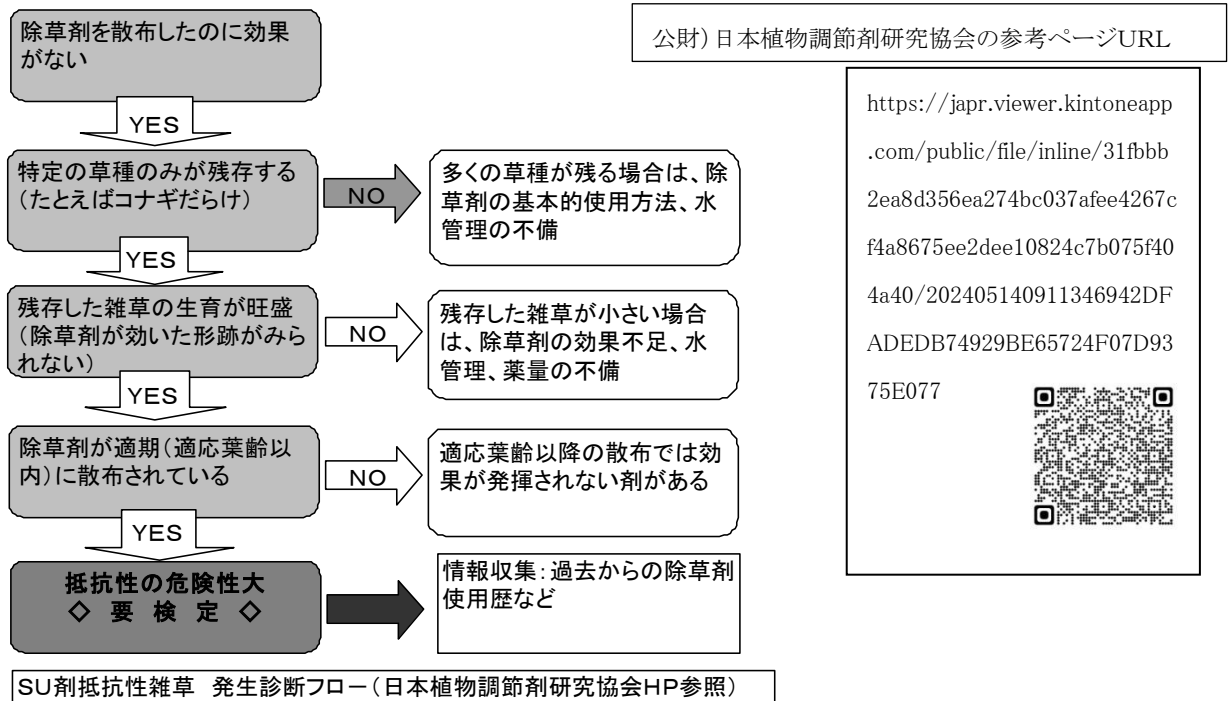 除草剤を散布したのに効果
がない
YES
特定の草種のみが残存する
（たとえばコナギだらけ）
NO
多くの草種が残る場合は、除
草剤の基本的使用方法、水
管理の不備
YES
残存した雑草の生育が旺盛
（除草剤が効いた形跡がみら
れない）
NO
残存した雑草が小さい場合
は、除草剤の効果不足、水
管理、薬量の不備
YES
除草剤が適期（適応葉齢以
内）に散布されている
NO
適応葉齢以降の散布では効
果が発揮されない剤がある
YES
抵抗性の危険性大
◇ 要 検 定 ◇
情報収集：過去からの除草剤
使用歴など
SU剤抵抗性雑草 発生診断フロー（日本植物調節剤研究協会HP参照）
公財）日本植物調節剤研究協会の参考ページURL
https://japr.viewer.kintoneapp
.com/public/file/inline/31fbbb
2ea8d356ea274bc037afee4267c
f4a8675ee2dee10824c7b075f40
4a40/202405140911346942DF
ADEDB74929BE65724F07D93
75E077